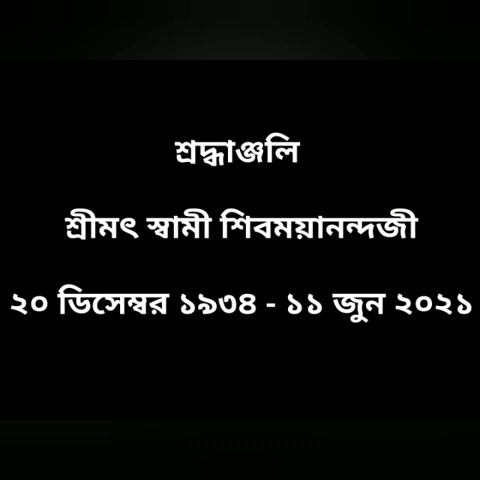 শ্রদ্ধাঞ্জলি
শ্রীমৎ স্বামী শিবময়ানন্দজী
২০ ডিসেম্বর ১৯৩৪ - ১১ জুন ২০২১